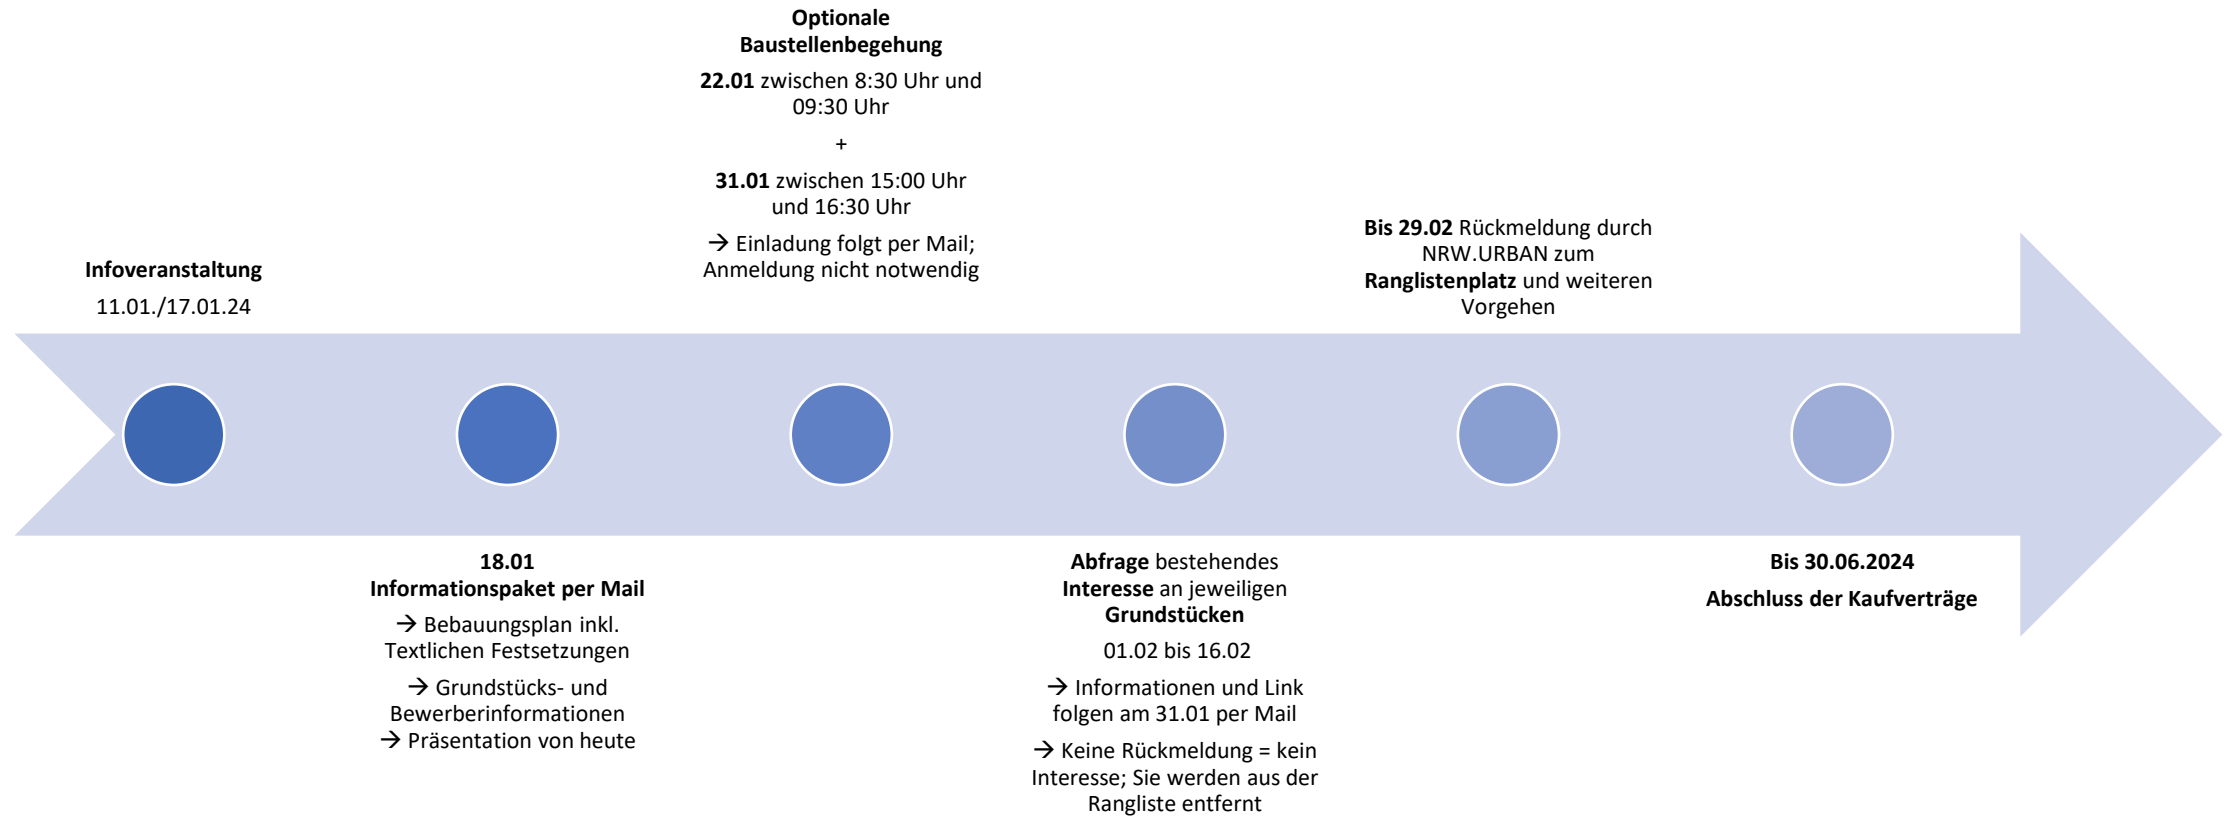 Infoveranstaltung
11.01./17.01.24
18.01
Informationspaket per Mail
→ Bebauungsplan inkl.
Textlichen Festsetzungen
→ Grundstücks- und
Bewerberinformationen
→ Präsentation von heute
Optionale
Baustellenbegehung
22.01 zwischen 8:30 Uhr und
09:30 Uhr
+
31.01 zwischen 15:00 Uhr
und 16:30 Uhr
→ Einladung folgt per Mail;
Anmeldung nicht notwendig
Abfrage bestehendes
Interesse an jeweiligen
Grundstücken
01.02 bis 16.02
→ Informationen und Link
folgen am 31.01 per Mail
→ Keine Rückmeldung = kein
Interesse; Sie werden aus der
Rangliste entfernt
Bis 29.02 Rückmeldung durch
NRW.URBAN zum
Ranglistenplatz und weiteren
Vorgehen
Bis 30.06.2024
Abschluss der Kaufverträge